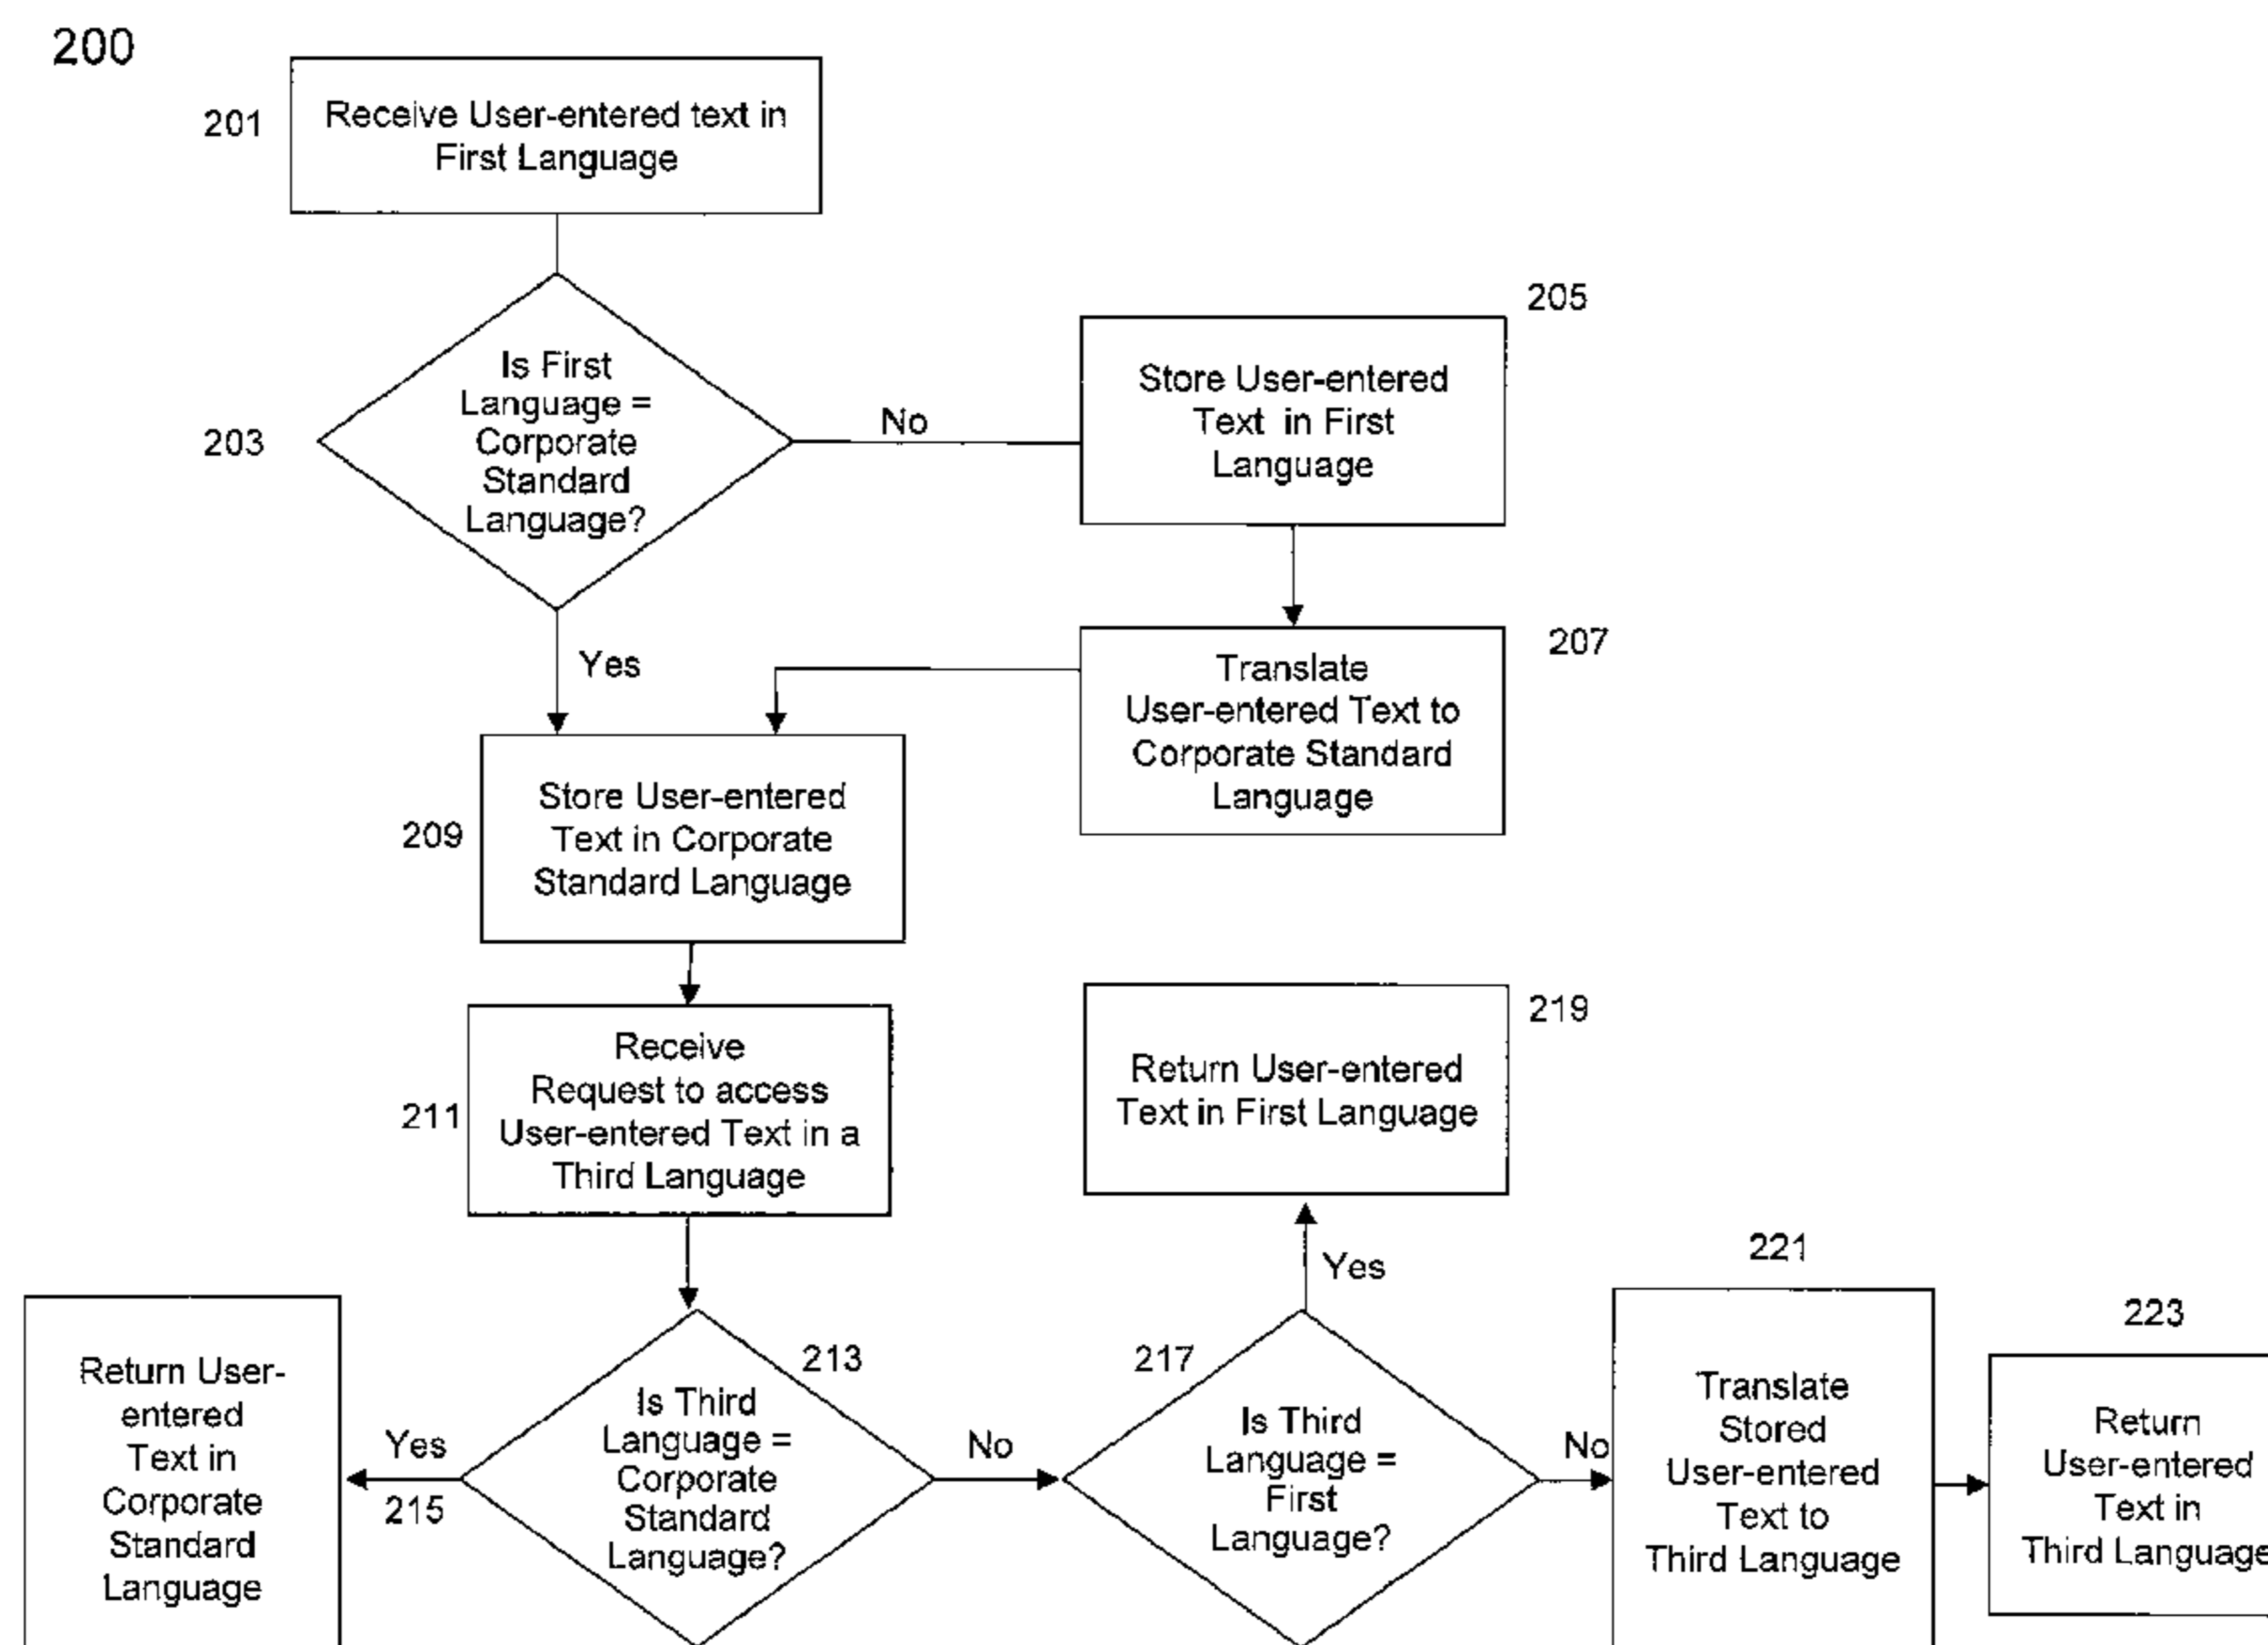 200
201
Receive User-entered text in
First Language
203
Is First
Language =
Corporate
Standard
Language?
No
205
Store User-entered
Text in First
Language
Yes
207
Translate
User-entered Text to
Corporate Standard
Language
209
Store User-entered
Text in Corporate
Standard Language
211
Receive
Request to access
User-entered Text in a
Third Language
219
Return User-entered
Text in First Language
Yes
213
Is Third
Language =
Corporate
Standard
Language?
Yes
215
Return User-
entered
Text in
Corporate
Standard
Language
No
217
Is Third
Language =
First
Language?
No
221
Translate
Stored
User-entered
Text to
Third Language
223
Return
User-entered
Text in
Third Language